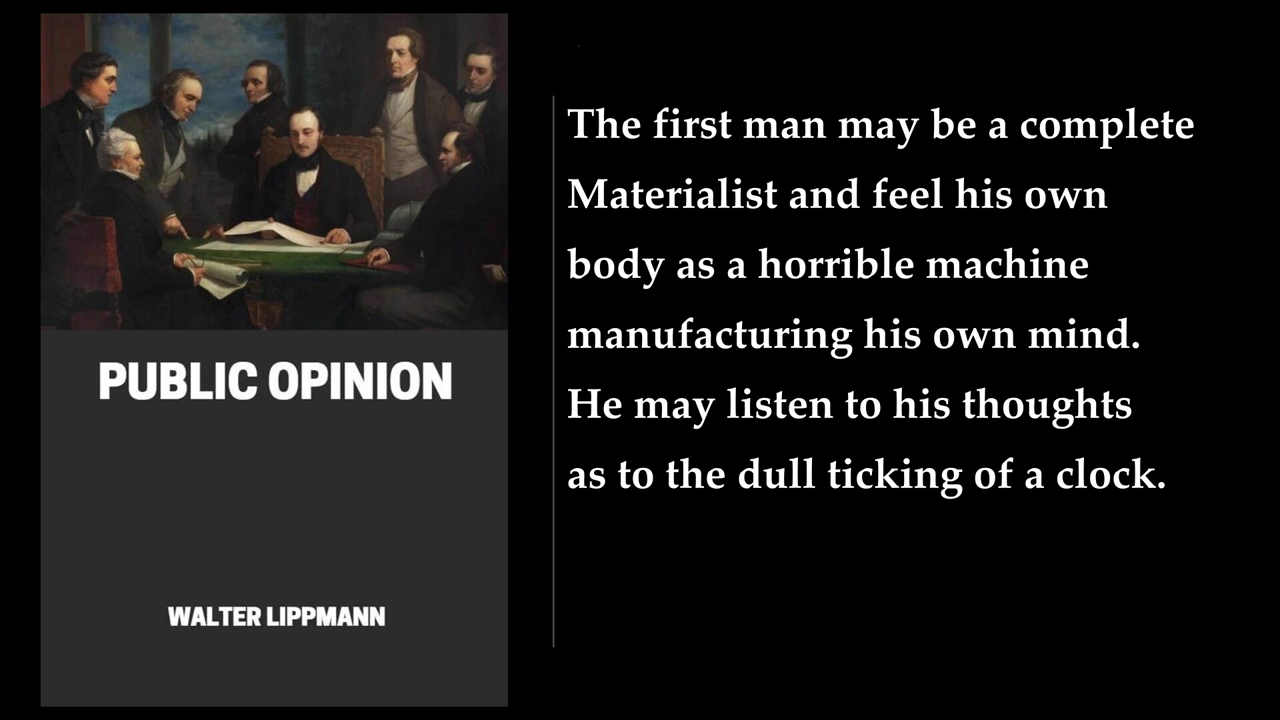 PUBLIC OPINION
WALTER LIPPMANN
The first man may be a complete
Materialist and feel his own
body as a horrible machine
manufacturing his own mind.
He may listen to his thoughts
as to the dull ticking of a clock.